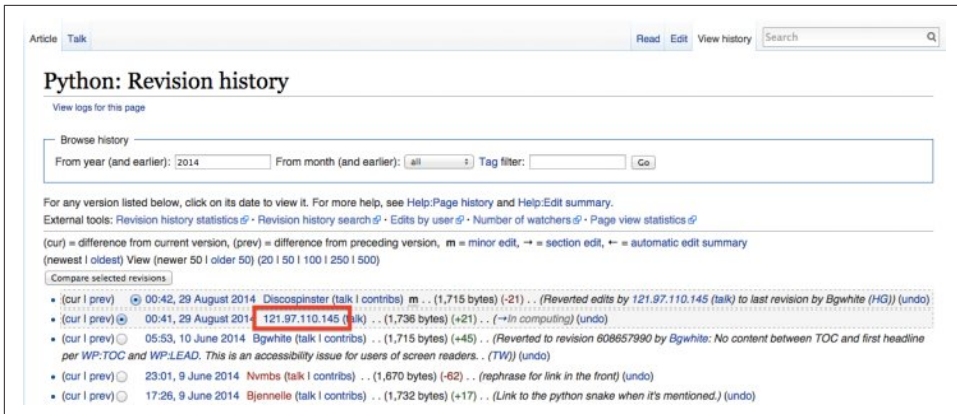 Article Talk Read Edit View history Search
Python: Revision history
View logs for this page
Browse history
From year (and earlier): 2014 From month (and earlier): all Tag filter: Go
For any version listed below, click on its date to view it. For more help, see Help:Page history and Help:Edit summary.
External tools: Revision history statistics · Revision history search · Edits by user · Number of watchers · Page view statistics
(cur) = difference from current version, (prev) = difference from preceding version, m = minor edit, → = section edit, ← = automatic edit summary
(newest | oldest) View (newer 50 | older 50) (20 | 50 | 100 | 250 | 500)
Compare selected revisions
• (cur | prev) 00:42, 29 August 2014 Discospinster (talk | contribs) m . . (1,715 bytes) (-21) . . (Reverted edits by 121.97.110.145 (talk) to last revision by Bgwhite (HG)) (undo)
• (cur | prev) 00:41, 29 August 2014 121.97.110.145 (talk) . . (1,736 bytes) (+21) . . (→In computing) (undo)
• (cur | prev) 05:53, 10 June 2014 Bgwhite (talk | contribs) . . (1,715 bytes) (+45) . . (Reverted to revision 608657990 by Bgwhite: No content between TOC and first headline
per WP:TOC and WP:LEAD. This is an accessibility issue for users of screen readers. . (TW)) (undo)
• (cur | prev) 23:01, 9 June 2014 Nvmbs (talk | contribs) . . (1,670 bytes) (-62) . . (rephrase for link in the front) (undo)
• (cur | prev) 17:26, 9 June 2014 Bjennelle (talk | contribs) . . (1,732 bytes) (+17) . . (Link to the python snake when it's mentioned.) (undo)